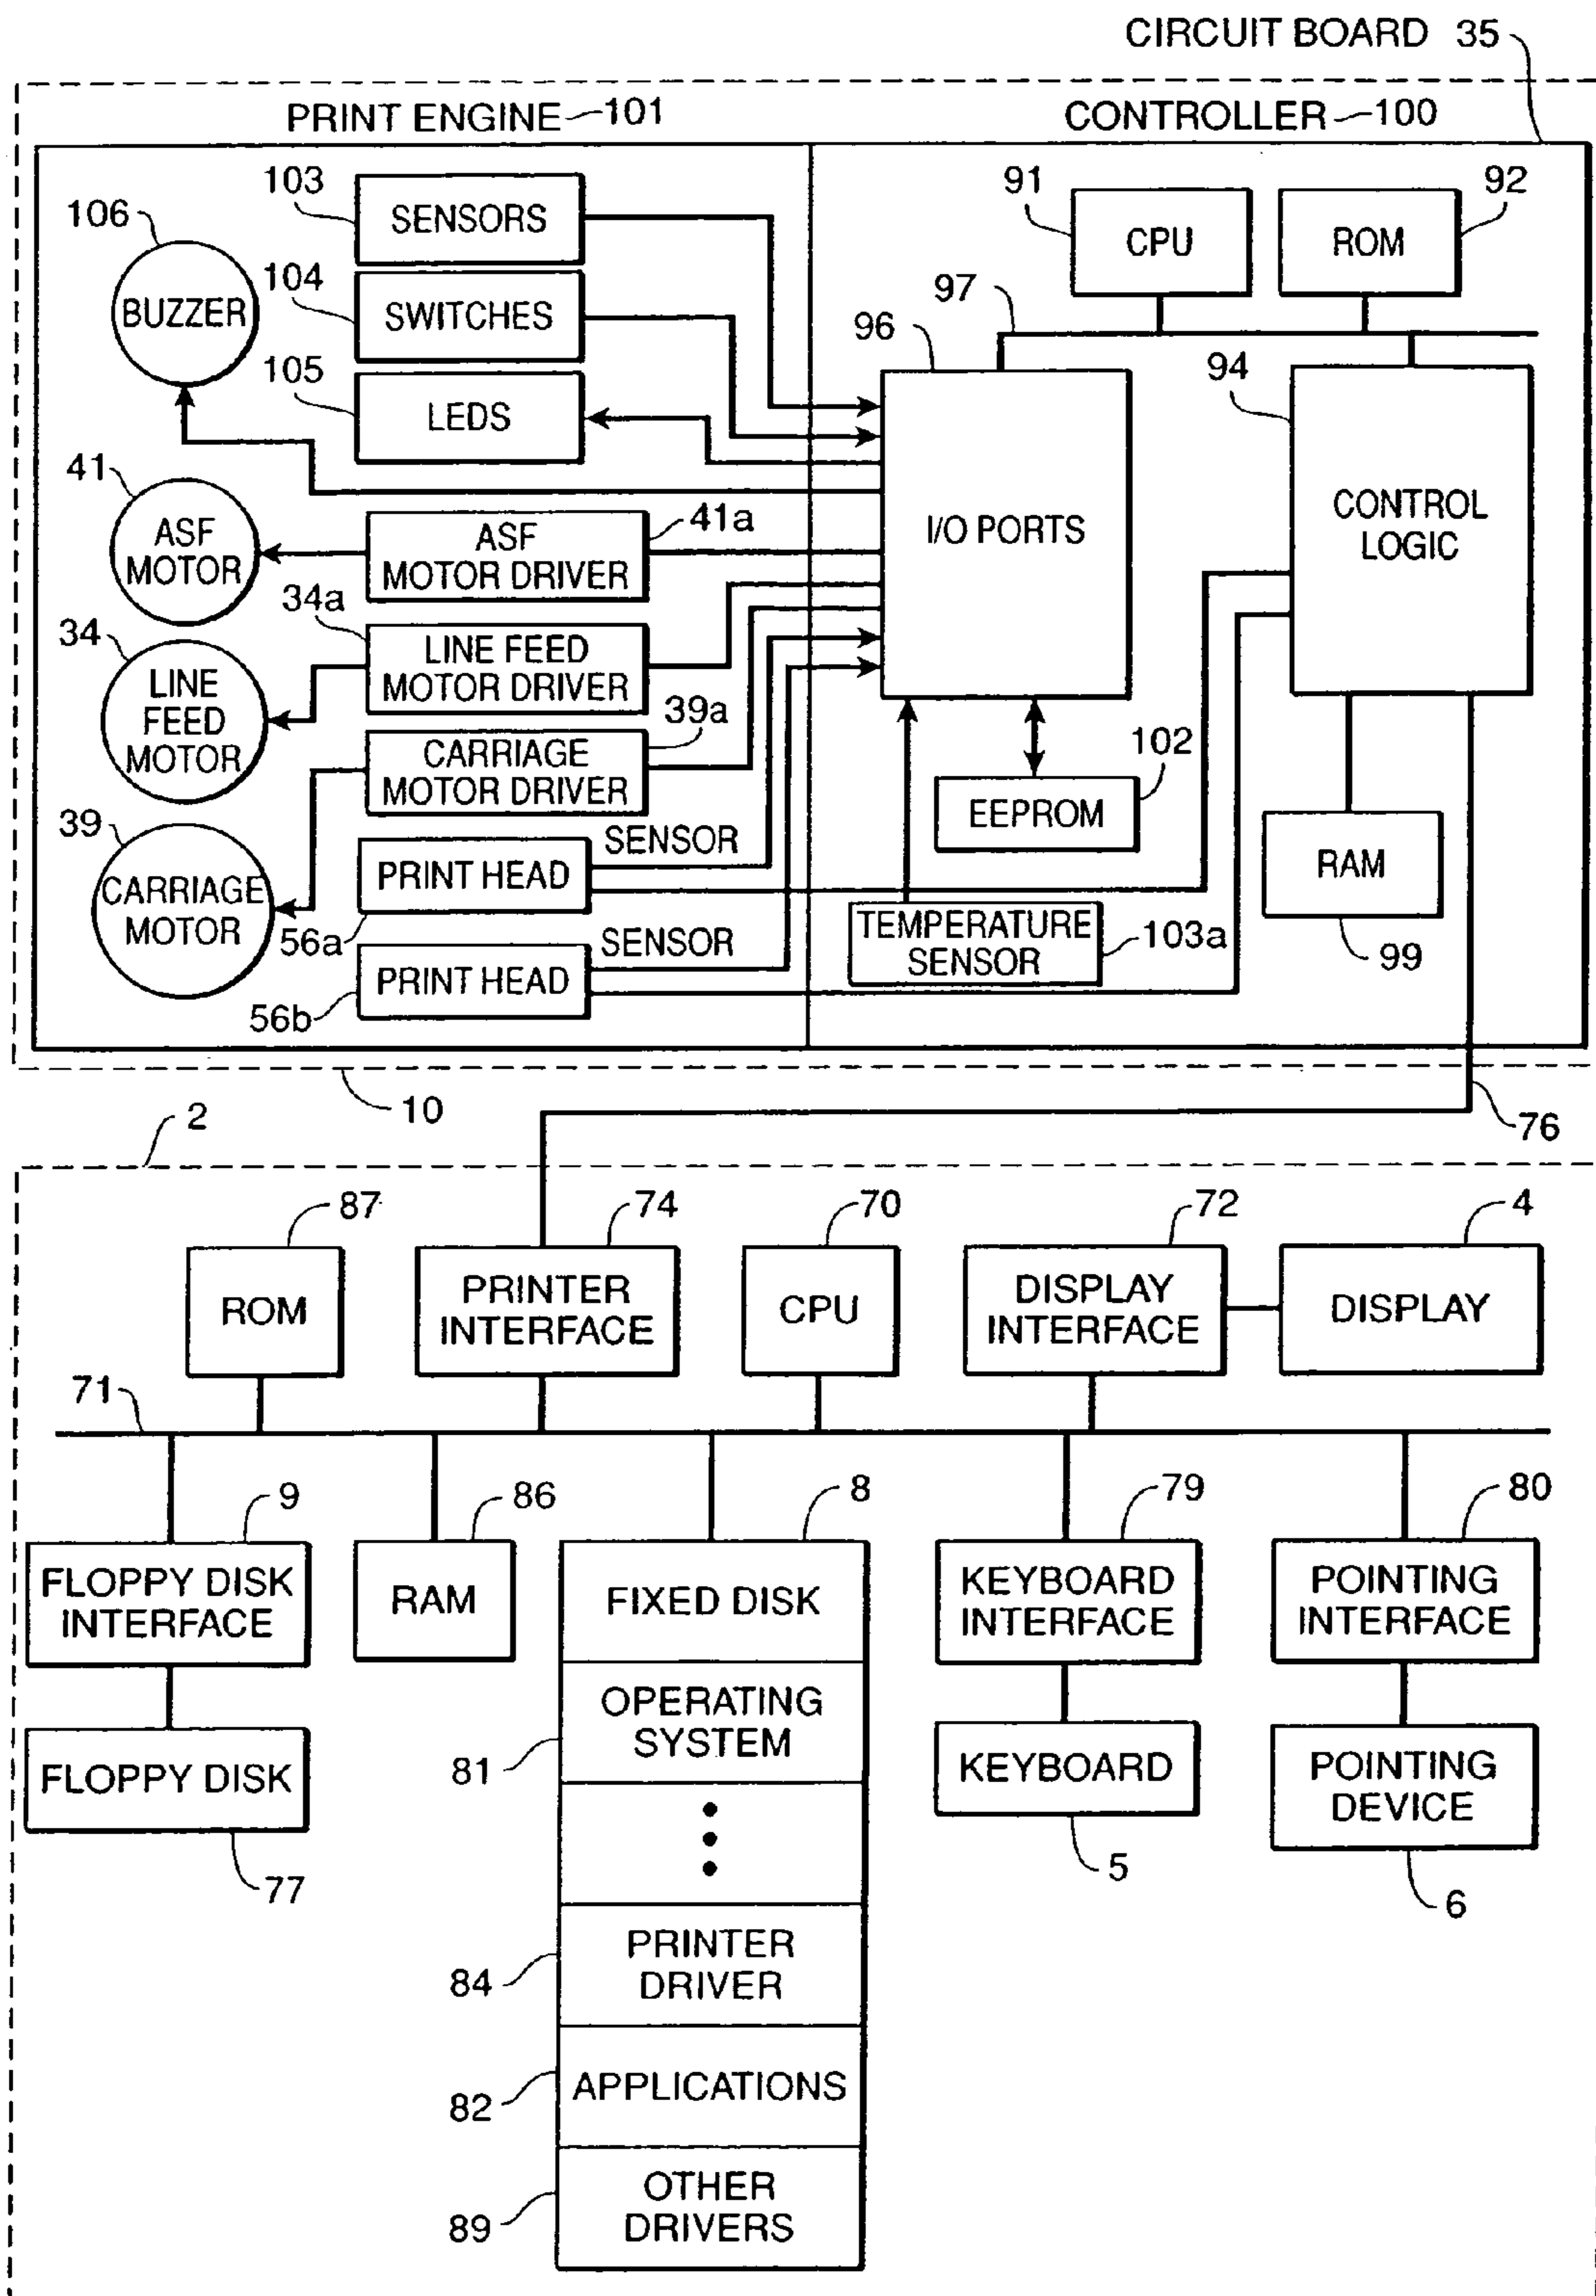 CIRCUIT BOARD 35
PRINT ENGINE 101
CONTROLLER 100
103
SENSORS
106
BUZZER
104
SWITCHES
105
LEDS
91
CPU
92
ROM
97
96
I/O PORTS
94
CONTROL
LOGIC
41
ASF
MOTOR
ASF
MOTOR DRIVER
41a
34
LINE
FEED
MOTOR
34a
LINE FEED
MOTOR DRIVER
39a
CARRIAGE
MOTOR DRIVER
39
CARRIAGE
MOTOR
SENSOR
PRINT HEAD
56a
SENSOR
PRINT HEAD
56b
102
EEPROM
TEMPERATURE
SENSOR
103a
RAM
99
10
76
2
87
ROM
74
PRINTER
INTERFACE
70
CPU
72
DISPLAY
INTERFACE
4
DISPLAY
71
9
FLOPPY DISK
INTERFACE
86
RAM
8
FIXED DISK
79
KEYBOARD
INTERFACE
80
POINTING
INTERFACE
FLOPPY DISK
77
OPERATING
SYSTEM
81
KEYBOARD
5
POINTING
DEVICE
6
PRINTER
DRIVER
84
APPLICATIONS
82
OTHER
DRIVERS
89